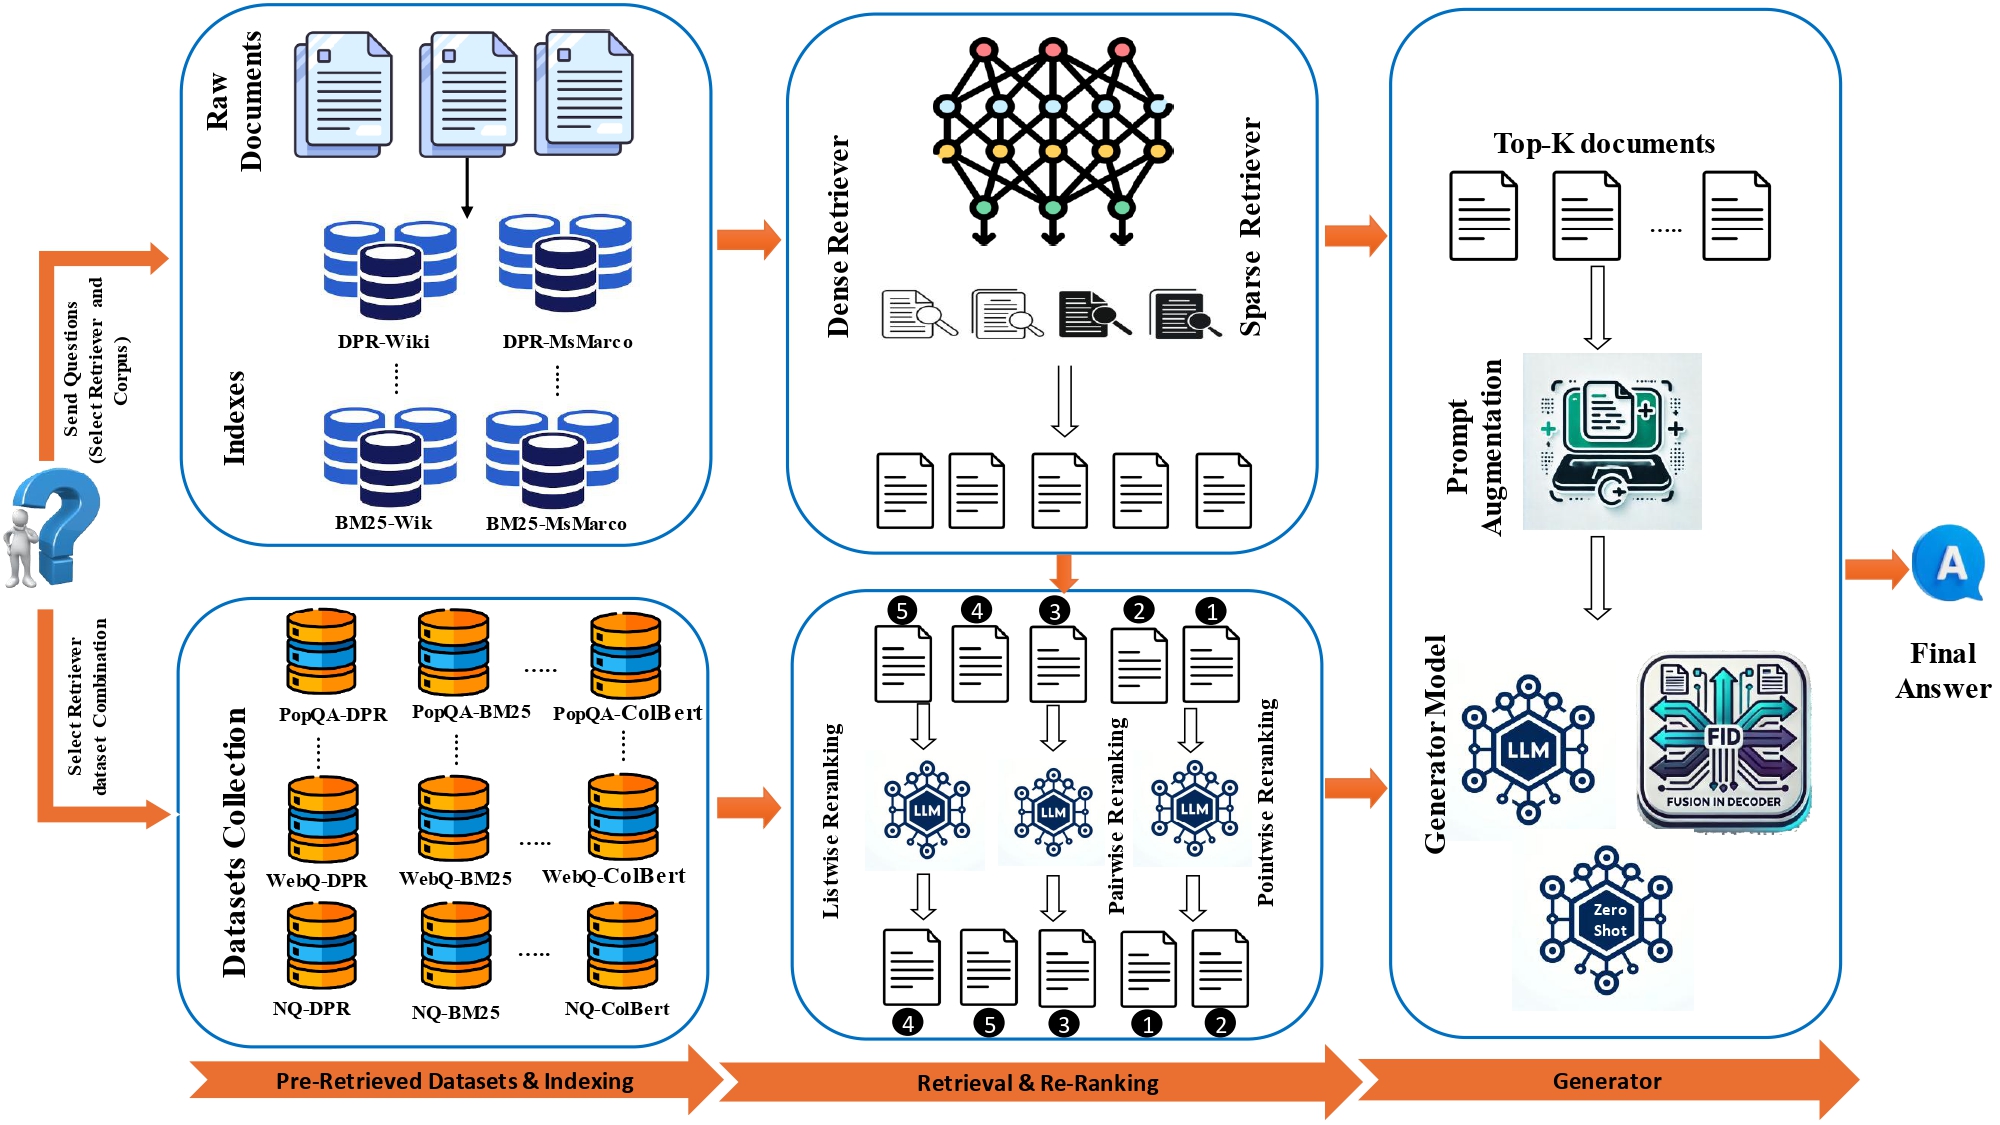 Send Questions
(Select Retriever and
Corpus)
Select Retriever
dataset Combination
Raw
Documents
Indexes
DPR-Wiki
DPR-MsMarco
BM25-Wik
BM25-MsMarco
Datasets Collection
PopQA-DPR
PopQA-BM25
.....
PopQA-ColBert
WebQ-DPR
WebQ-BM25
.....
WebQ-ColBert
NQ-DPR
NQ-BM25
.....
NQ-ColBert
Dense Retriever
Sparse Retriever
5 4 3 2 1
Listwise Reranking
LLM
LLM
Pairwise Reranking
LLM
Pointwise Reranking
4 5 3 1 2
Top-K documents
.....
Prompt
Augmentation
Generator Model
LLM
FID
FUSION IN DECODER
Zero
Shot
A
Final
Answer
Pre-Retrieved Datasets & Indexing
Retrieval & Re-Ranking
Generator